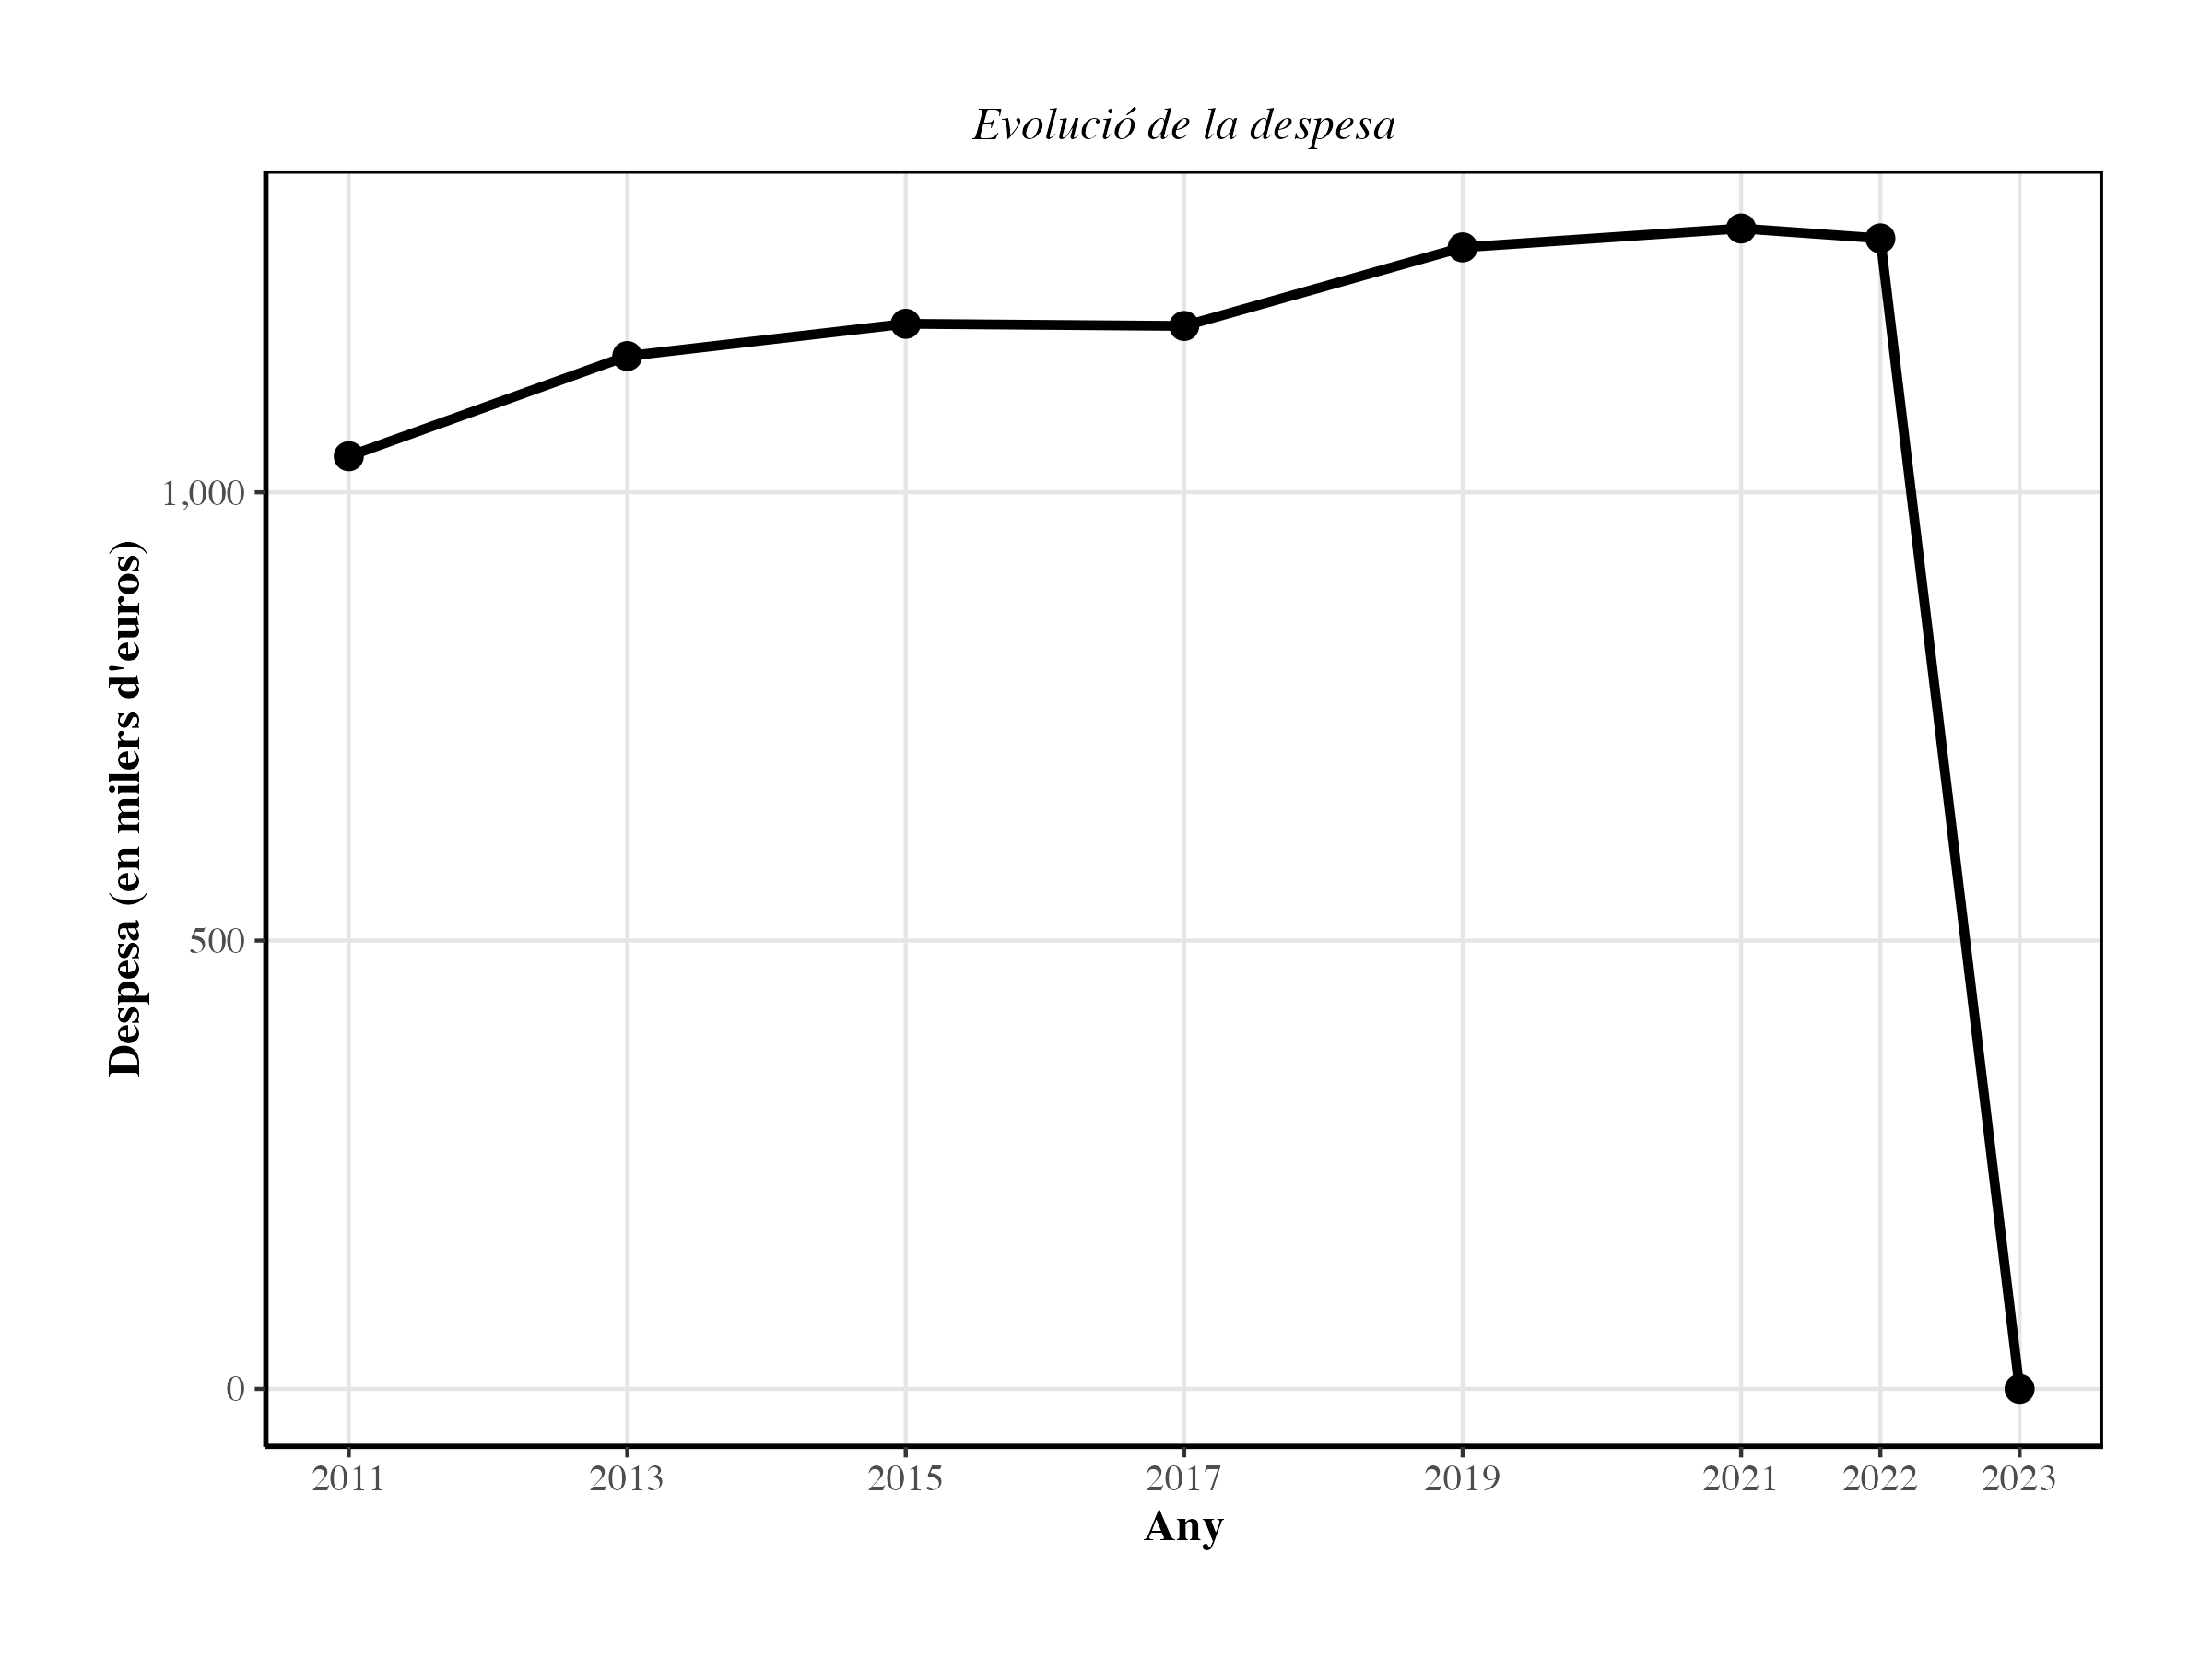 Evolució de la despesa
Despesa (en milers d'euros)
1,000
500
0
2011 2013 2015 2017 2019 2021 2022 2023
Any